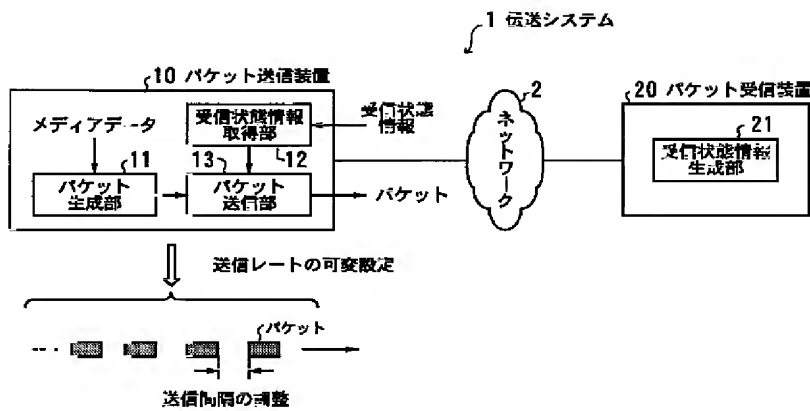 1 伝送システム
10 パケット送信装置
メディアデータ
受信状態情報
取得部
受信状態
情報
11
13
12
パケット
生成部
パケット
送信部
パケット
2
ネットワーク
20 パケット受信装置
21
受信状態情報
生成部
送信レートの可変設定
パケット
送信間隔の調整